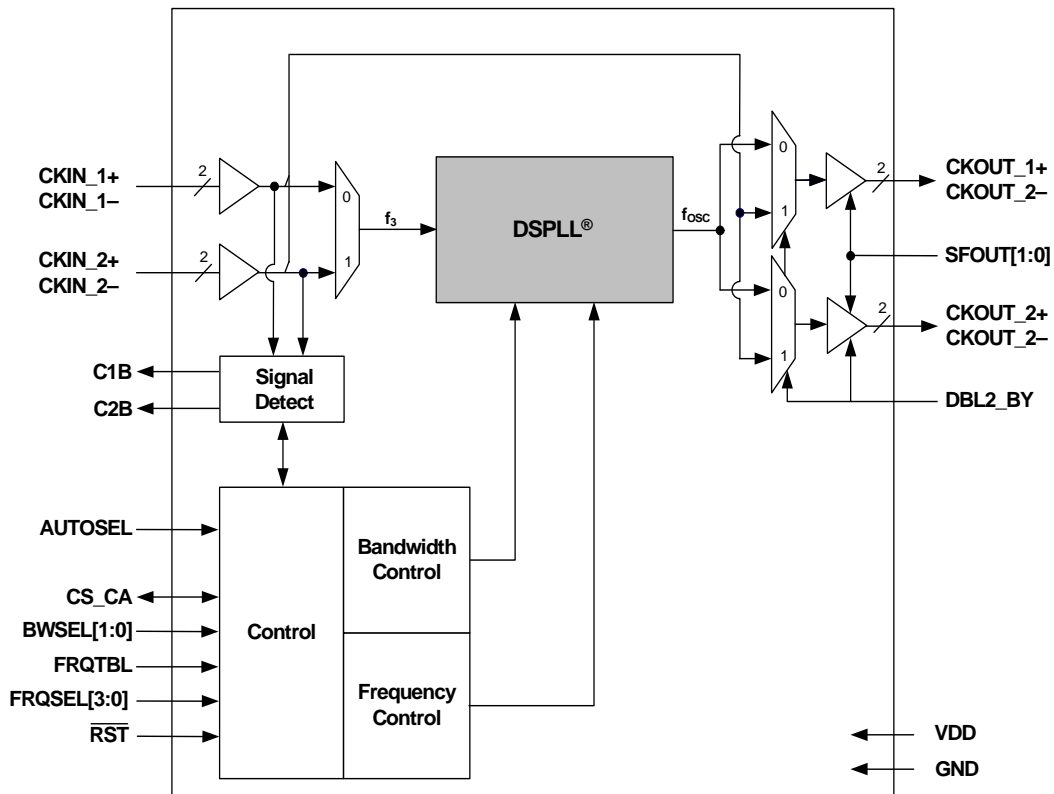 CKIN_1+
CKIN_1–
2
0
f3
DSPLL®
fosc
0
1
2
CKOUT_1+
CKOUT_2–
CKIN_2+
CKIN_2–
2
1
SFOUT[1:0]
0
1
2
CKOUT_2+
CKOUT_2–
C1B
C2B
Signal
Detect
DBL2_BY
AUTOSEL
CS_CA
BWSEL[1:0]
FRQTBL
FRQSEL[3:0]
RST
Control
Bandwidth
Control
Frequency
Control
VDD
GND